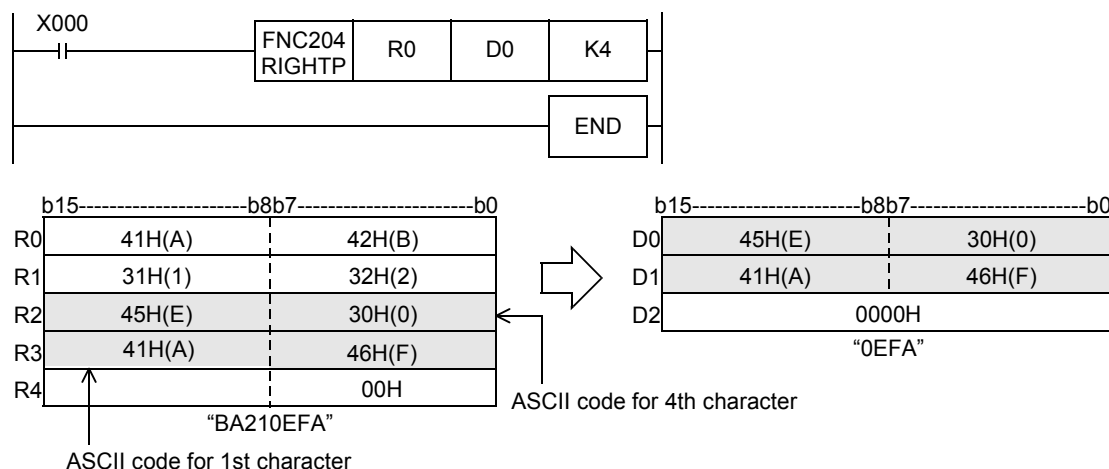 X000
FNC204
RIGHTP R0 D0 K4
END
b15----------------------b8b7-----------------------b0
R0 41H(A) 42H(B)
R1 31H(1) 32H(2)
R2 45H(E) 30H(0)
R3 41H(A) 46H(F)
R4 00H
“BA210EFA”
ASCII code for 1st character
ASCII code for 4th character
b15----------------------b8b7-----------------------b0
D0 45H(E) 30H(0)
D1 41H(A) 46H(F)
D2 0000H
“0EFA”